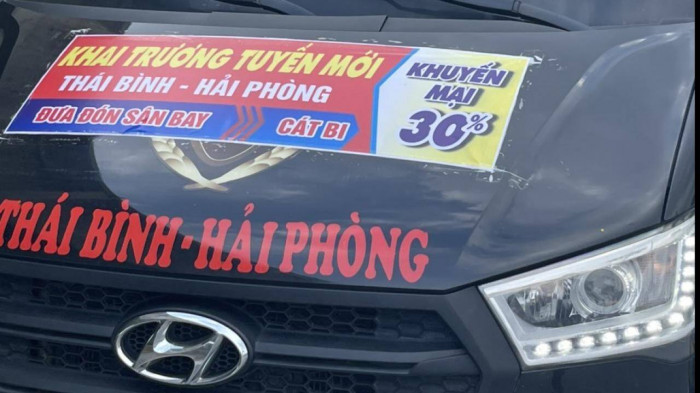 KHAI TRƯƠNG TUYẾN MỚI
THÁI BÌNH - HẢI PHÒNG
ĐƯA ĐÓN SÂN BAY >>> CÁT BI
KHUYẾN
MẠI
30%
THÁI BÌNH - HẢI PHÒNG